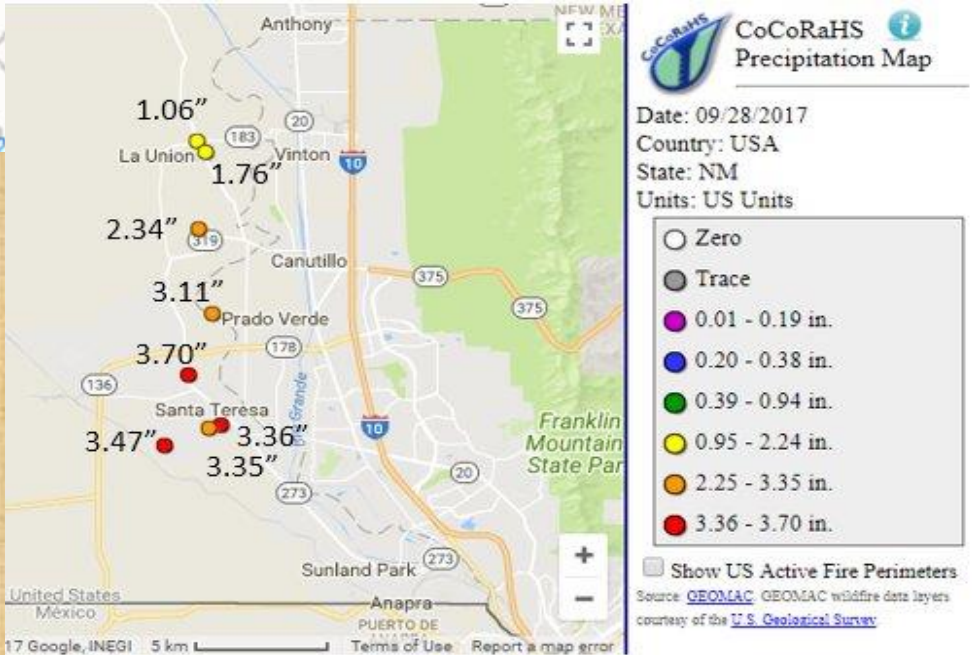 Anthony
NEW ME
1.06”
183
20
La Union
Vinton
10
1.76”
2.34”
319
Canutillo
375
375
3.11”
Prado Verde
178
3.70”
136
Santa Teresa
Rio Grande
10
Franklin
Mountain
State Par
3.36”
3.47”
3.35”
20
273
273
Sunland Park
+
−
United States
México
Anapra
PUERTO DE
17 Google, INEGI 5 km Terms of Use Report a map error
CoCoRaHS
CoCoRaHS i
Precipitation Map
Date: 09/28/2017
Country: USA
State: NM
Units: US Units
Zero
Trace
0.01 - 0.19 in.
0.20 - 0.38 in.
0.39 - 0.94 in.
0.95 - 2.24 in.
2.25 - 3.35 in.
3.36 - 3.70 in.
Show US Active Fire Perimeters
Source: GEOMAC GEOMAC wildfire data layers
courtesy of the U.S. Geological Survey